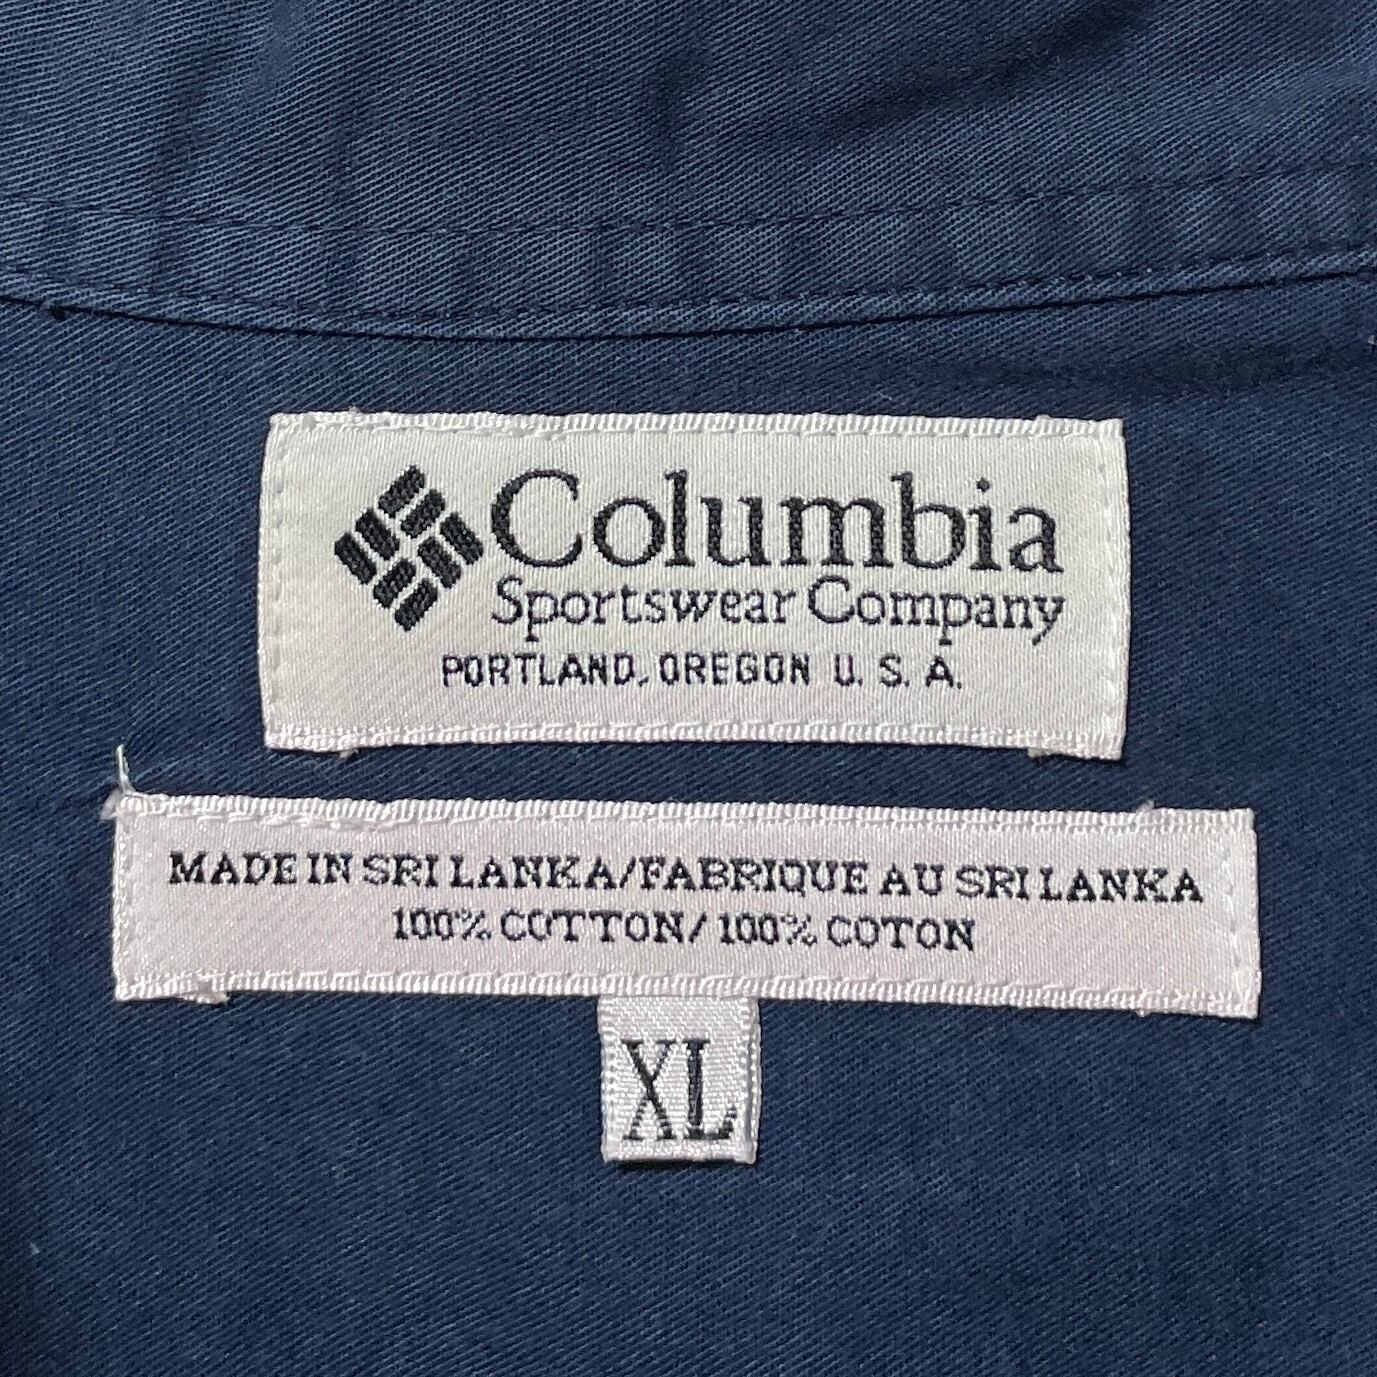 Columbia
Sportswear Company
PORTLAND, OREGON U. S. A.
MADE IN SRI LANKA/FABRIQUE AU SRI LANKA
100% COTTON/100% COTON
XL